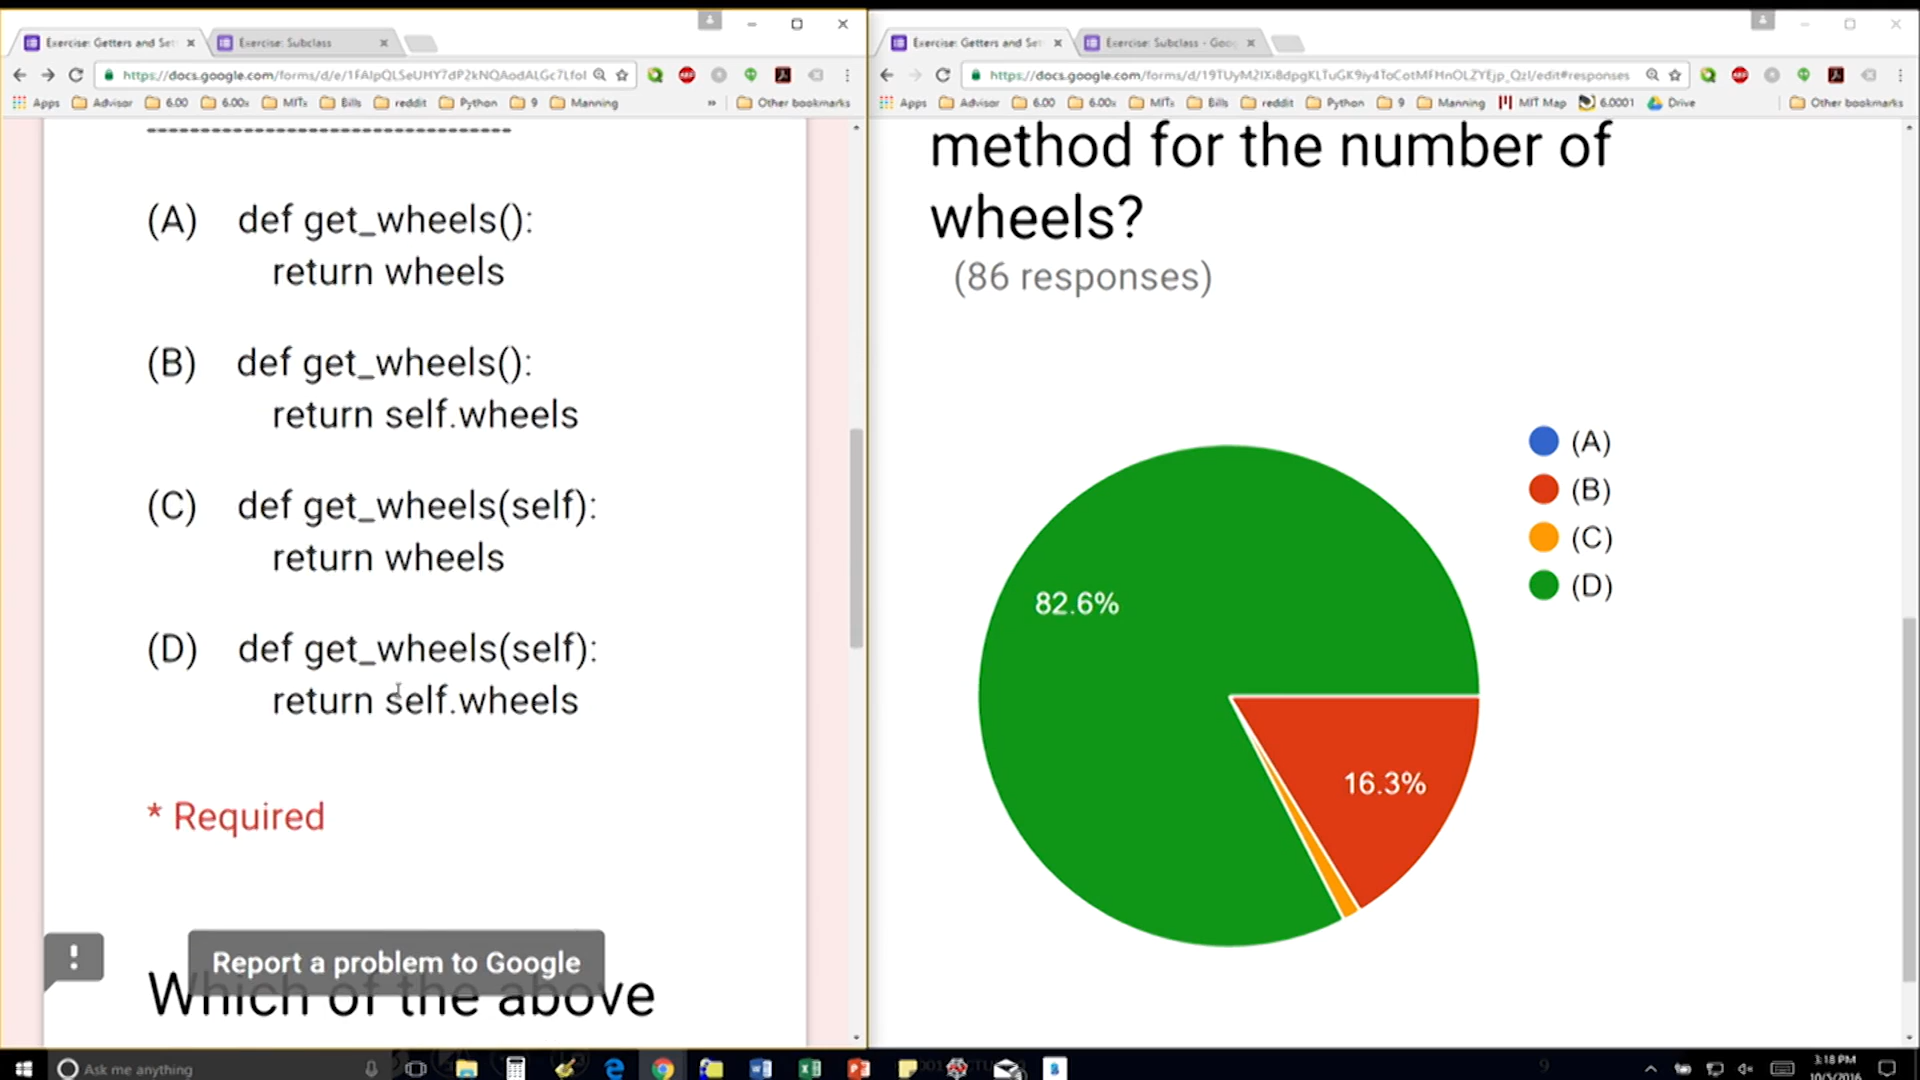 Exercise: Getters and Set
Exercise: Subclass
https://docs.google.com/forms/d/e/1FAIpQLSeUHY7dP2kNQAodALGc7Lfol
Apps Advisor 6.00 6.00x MITx Bills reddit Python 9 Manning » Other bookmarks
(A) def get_wheels():
return wheels
(B) def get_wheels():
return self.wheels
(C) def get_wheels(self):
return wheels
(D) def get_wheels(self):
return self.wheels
* Required
!
Report a problem to Google
Which of the above
Exercise: Getters and Set
Exercise: Subclass - Goo
Apps Advisor 6.00 6.00x MITx Bills reddit Python 9 Manning MIT Map 6.0001 Drive Other bookmarks
method for the number of
wheels?
(86 responses)
82.6%
16.3%
(A)
(B)
(C)
(D)
Ask me anything
3:18 PM
10/5/2016